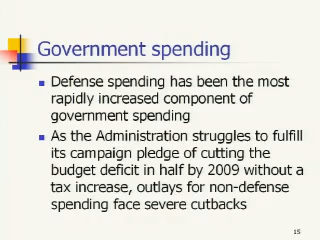 Government spending
Defense spending has been the most
rapidly increased component of
government spending
As the Administration struggles to fulfill
its campaign pledge of cutting the
budget deficit in half by 2009 without a
tax increase, outlays for non-defense
spending face severe cutbacks
15